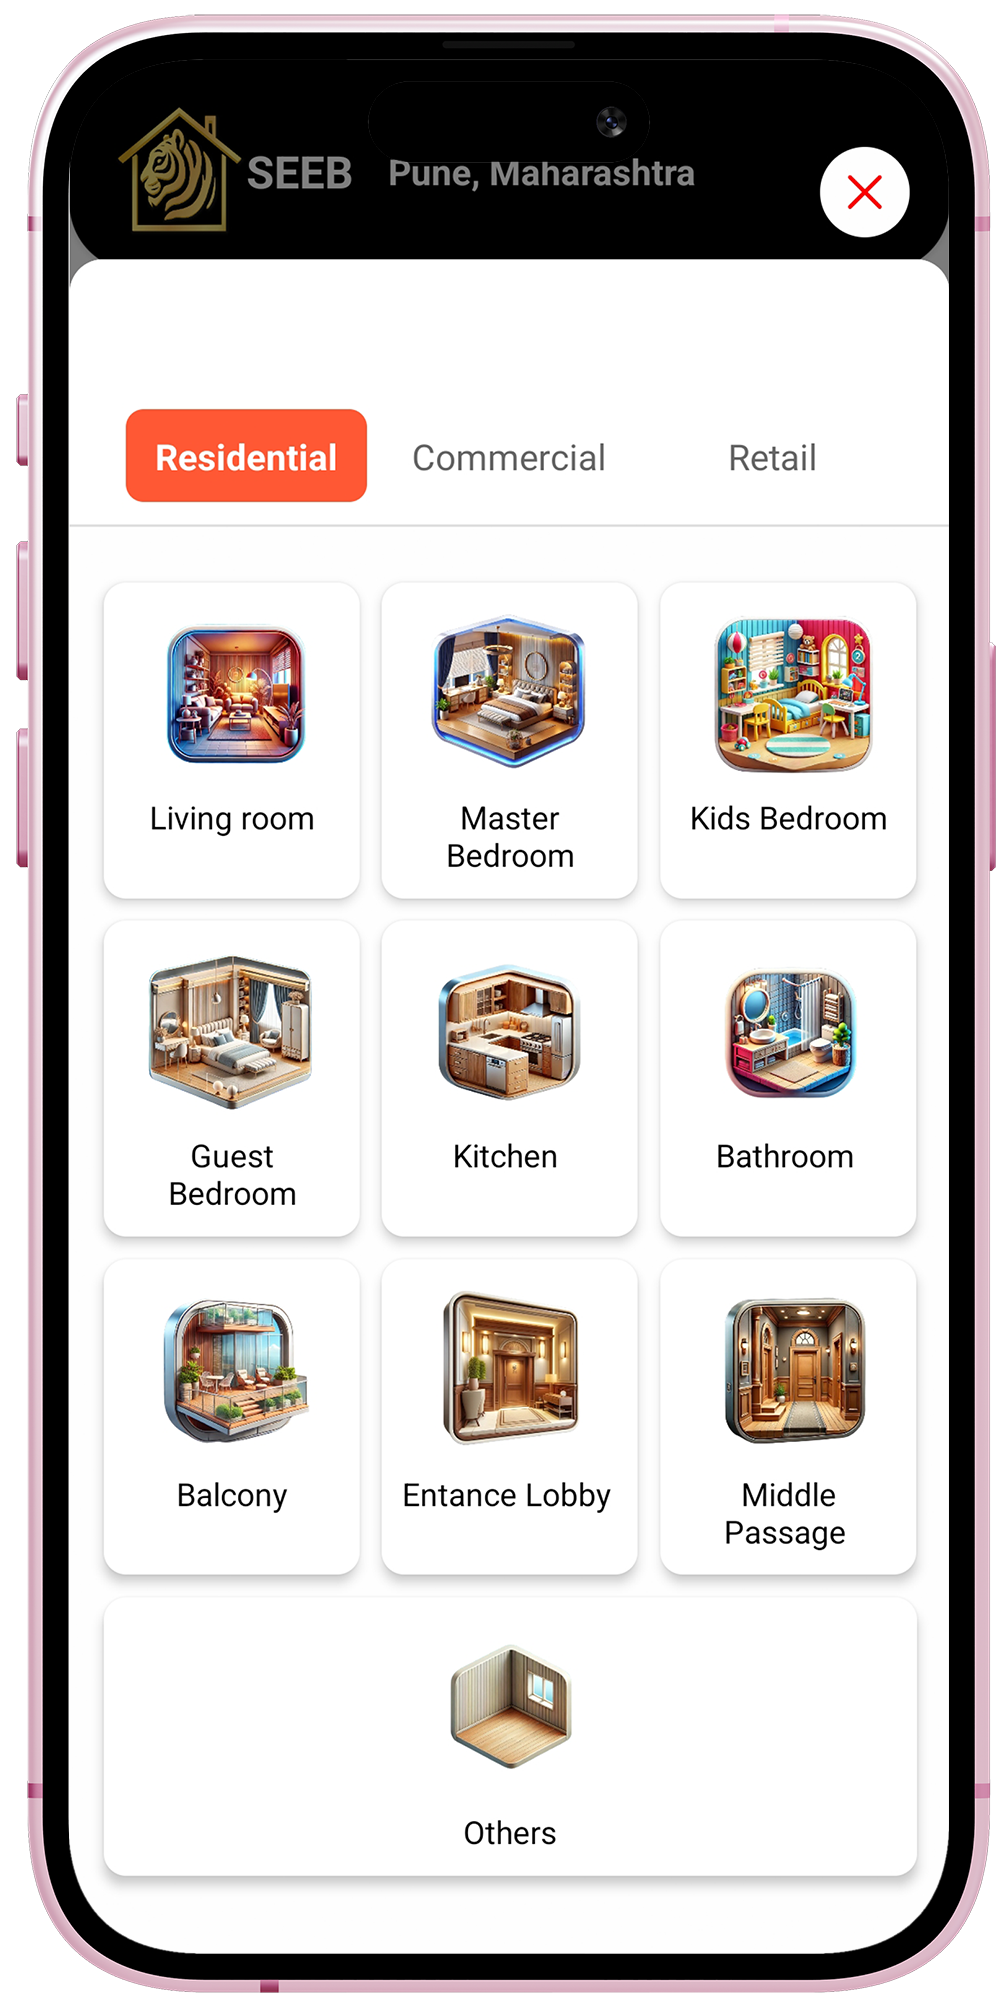 SEEB Pune, Maharashtra
Residential Commercial Retail
Living room
Master
Bedroom
Kids Bedroom
Guest
Bedroom
Kitchen
Bathroom
Balcony
Entance Lobby
Middle
Passage
Others